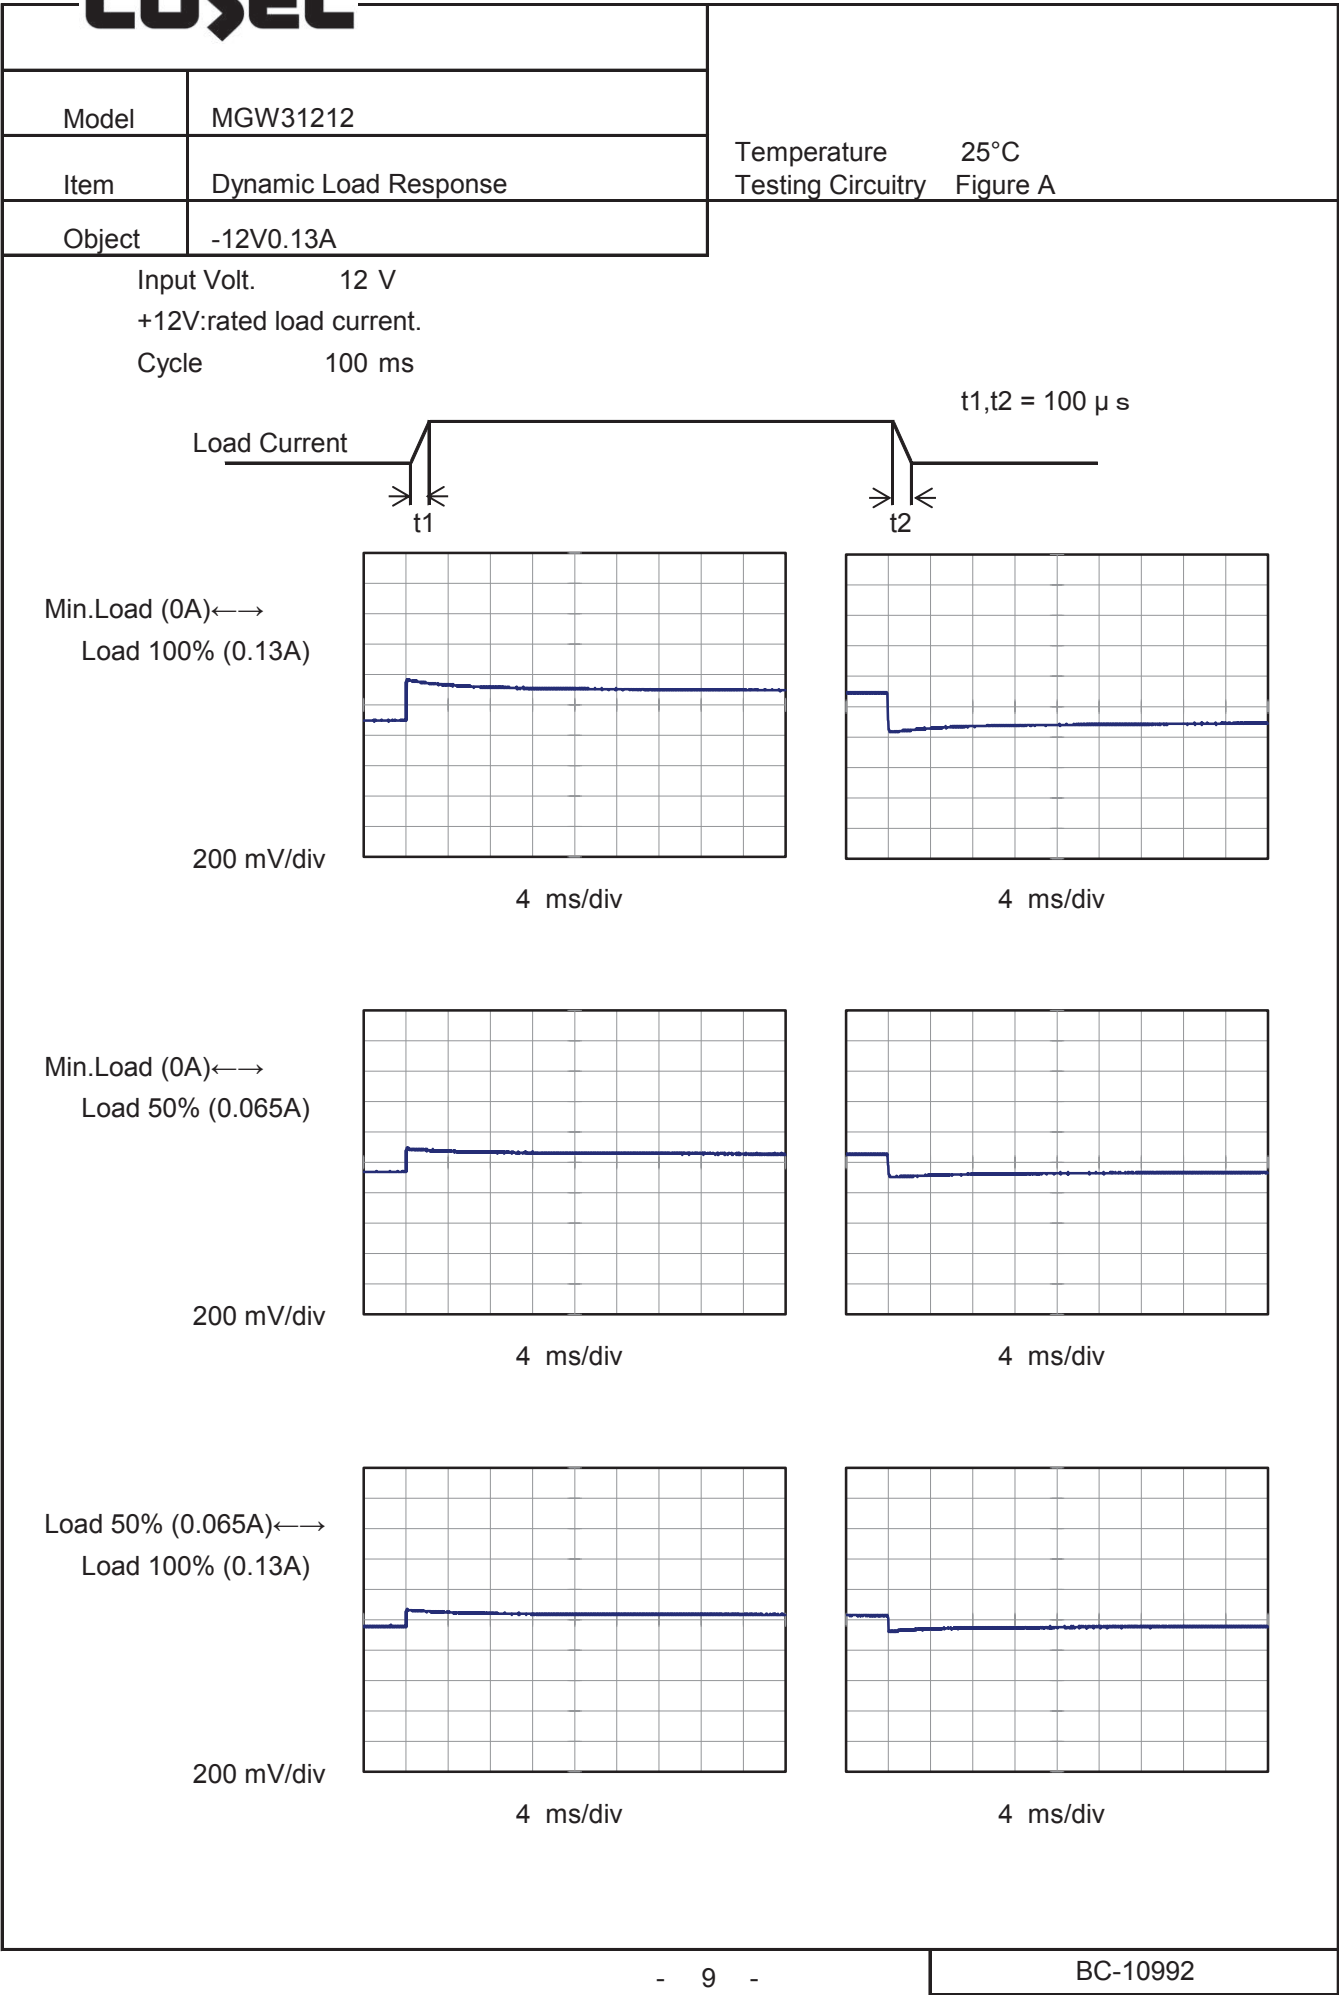 COSEL
Model MGW31212
Item Dynamic Load Response
Object -12V0.13A
Temperature 25°C
Testing Circuitry Figure A
Input Volt. 12 V
+12V:rated load current.
Cycle 100 ms
t1,t2 = 100 μ s
Load Current
t1 t2
Min.Load (0A)←→
Load 100% (0.13A)
200 mV/div
4 ms/div 4 ms/div
Min.Load (0A)←→
Load 50% (0.065A)
200 mV/div
4 ms/div 4 ms/div
Load 50% (0.065A)←→
Load 100% (0.13A)
200 mV/div
4 ms/div 4 ms/div
- 9 -
BC-10992